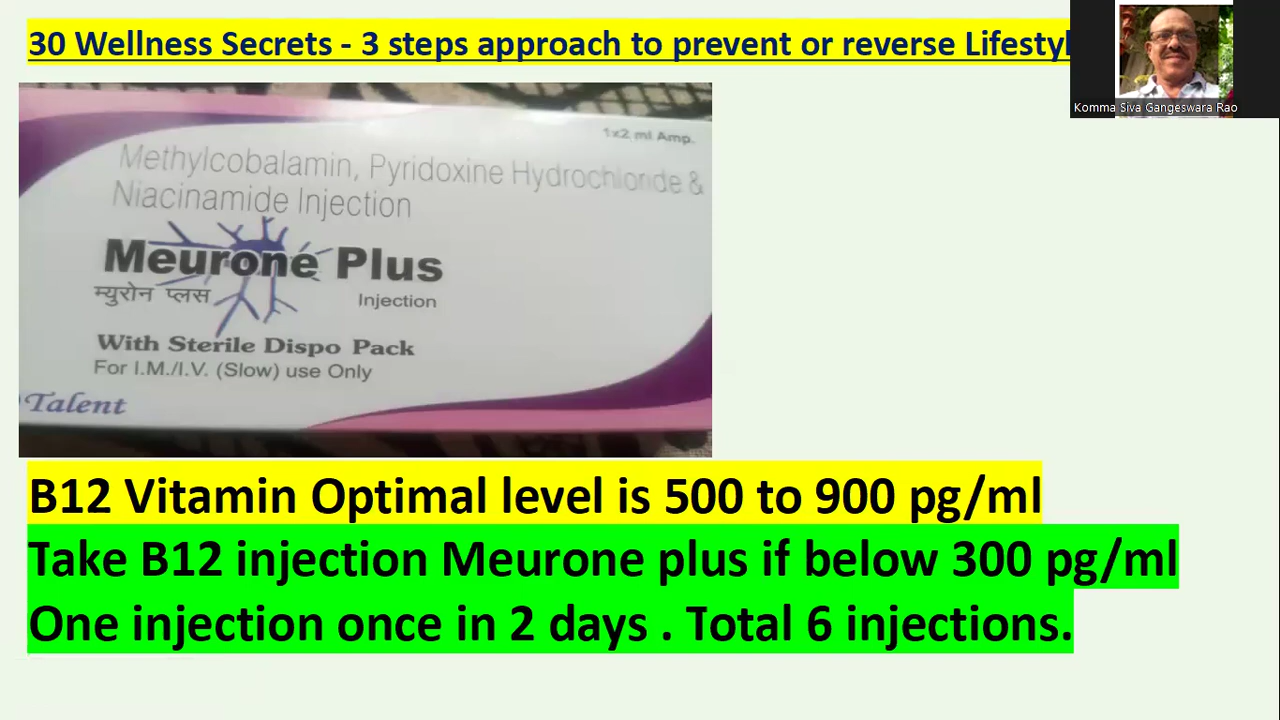 30 Wellness Secrets - 3 steps approach to prevent or reverse Lifestyl
Komma Siva Gangeswara Rao
1x2 ml Amp.
Methylcobalamin, Pyridoxine Hydrochloride &
Niacinamide Injection
Meurone Plus
म्युरोन प्लस Injection
With Sterile Dispo Pack
For I.M./I.V. (Slow) use Only
Talent
B12 Vitamin Optimal level is 500 to 900 pg/ml
Take B12 injection Meurone plus if below 300 pg/ml
One injection once in 2 days . Total 6 injections.